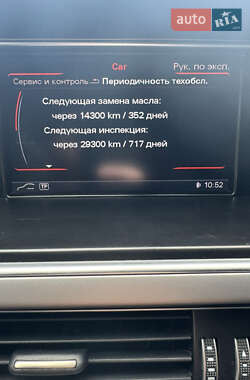 auto RIA
Car
Рук. по эксп.
Сервис и контроль Периодичность техобсл.
Следующая замена масла:
через 14300 km / 352 дней
Следующая инспекция:
через 29300 km / 717 дней
TP
10:52